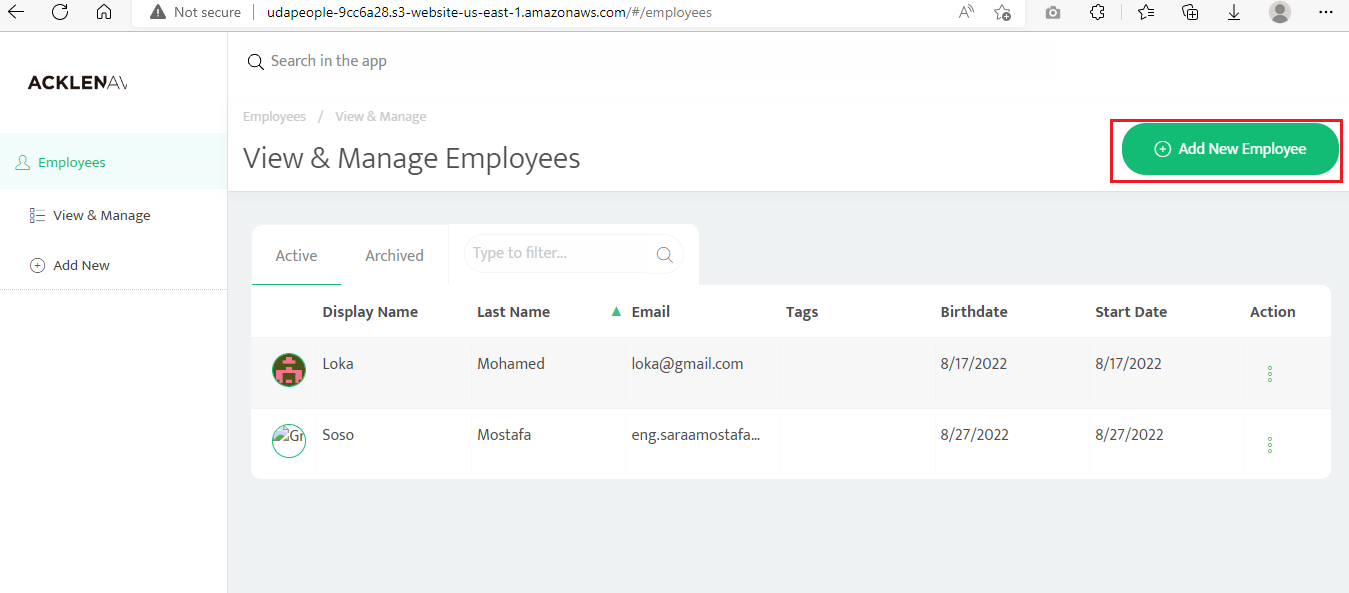 Not secure udapeople-9cc6a28.s3-website-us-east-1.amazonaws.com/#/employees
ACKLENAV
Search in the app
Employees / View & Manage
View & Manage Employees
Add New Employee
Employees
View & Manage
Add New
Active Archived Type to filter...
Display Name Last Name Email Tags Birthdate Start Date Action
Loka Mohamed loka@gmail.com 8/17/2022 8/17/2022
Gr Soso Mostafa eng.saraamostafa... 8/27/2022 8/27/2022